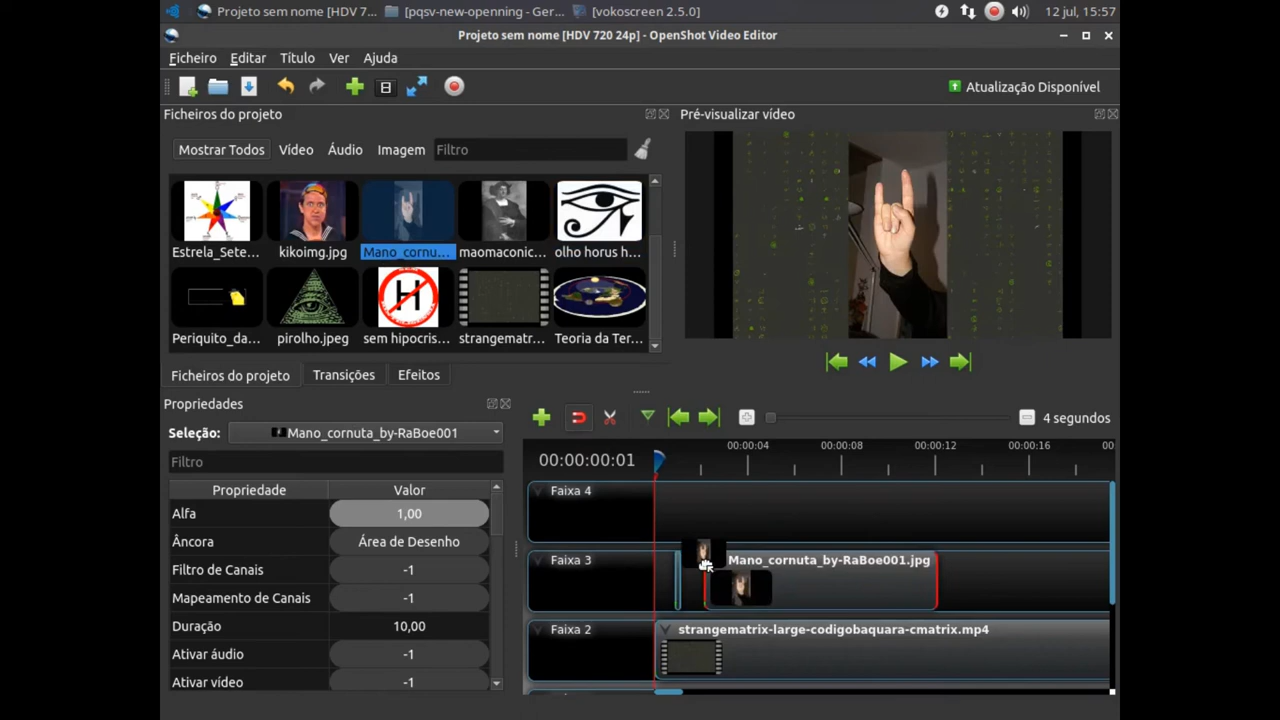 Projeto sem nome [HDV 7...
[pqsv-new-openning - Ger...
[vokoscreen 2.5.0]
12 jul, 15:57
Projeto sem nome [HDV 720 24p] - OpenShot Video Editor
Ficheiro Editar Título Ver Ajuda
Atualização Disponível
Ficheiros do projeto
Pré-visualizar vídeo
Mostrar Todos Vídeo Áudio Imagem Filtro
Estrela_Sete... kikoimg.jpg Mano_cornu... maomaconic... olho horus h...
Periquito_da... pirolho.jpeg sem hipocris... strangematr... Teoria da Ter...
Ficheiros do projeto Transições Efeitos
Propriedades
Seleção: Mano_cornuta_by-RaBoe001
Filtro
Propriedade Valor
Alfa 1,00
Âncora Área de Desenho
Filtro de Canais -1
Mapeamento de Canais -1
Duração 10,00
Ativar áudio -1
Ativar vídeo -1
4 segundos
00:00:00:01
00:00:04 00:00:08 00:00:12 00:00:16 00
Faixa 4
Faixa 3
Mano_cornuta_by-RaBoe001.jpg
Faixa 2
strangematrix-large-codigobaquara-cmatrix.mp4